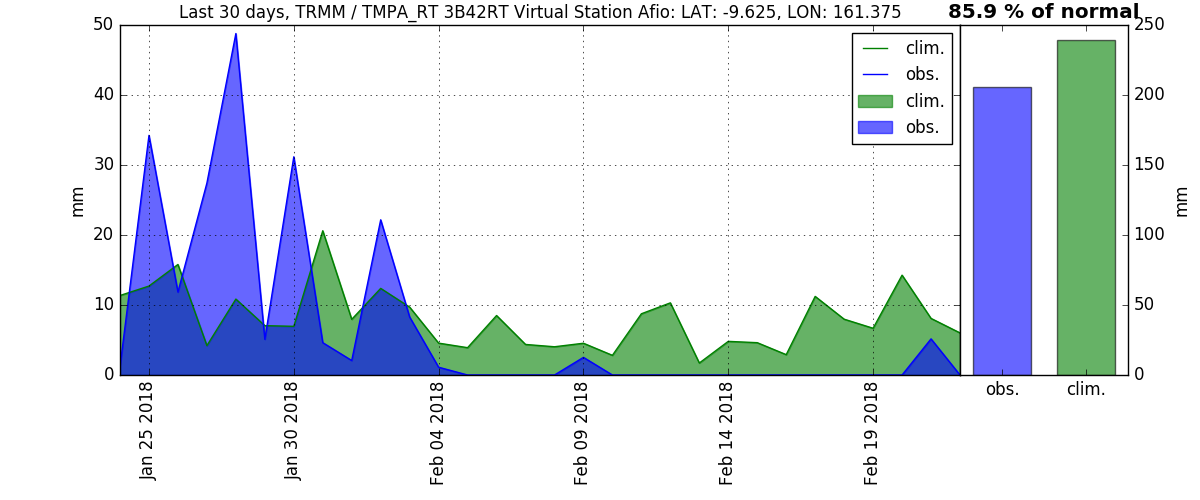 Last 30 days, TRMM / TMPA_RT 3B42RT Virtual Station Afio: LAT: -9.625, LON: 161.375
85.9 % of normal
50
40
30
20
10
0
mm
clim.
obs.
clim.
obs.
250
200
150
100
50
0
mm
Jan 25 2018
Jan 30 2018
Feb 04 2018
Feb 09 2018
Feb 14 2018
Feb 19 2018
obs.
clim.